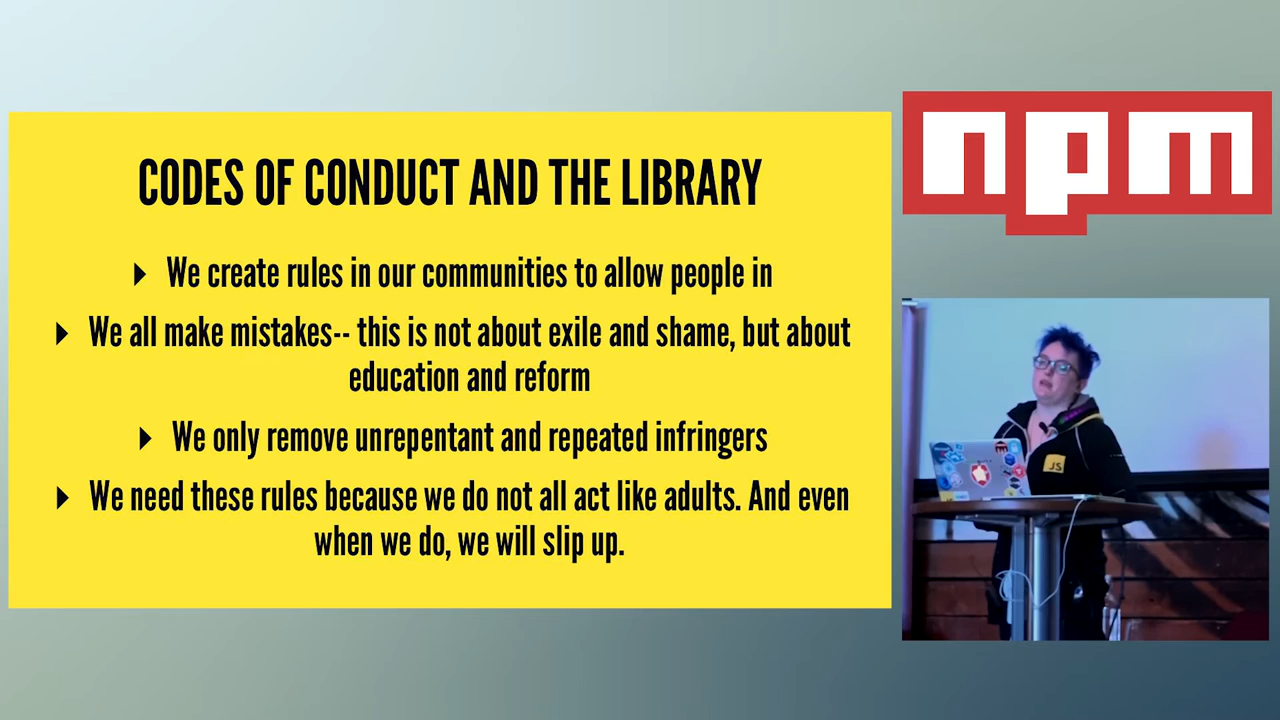 CODES OF CONDUCT AND THE LIBRARY
We create rules in our communities to allow people in
We all make mistakes-- this is not about exile and shame, but about
education and reform
We only remove unrepentant and repeated infringers
We need these rules because we do not all act like adults. And even
when we do, we will slip up.
npm
JS